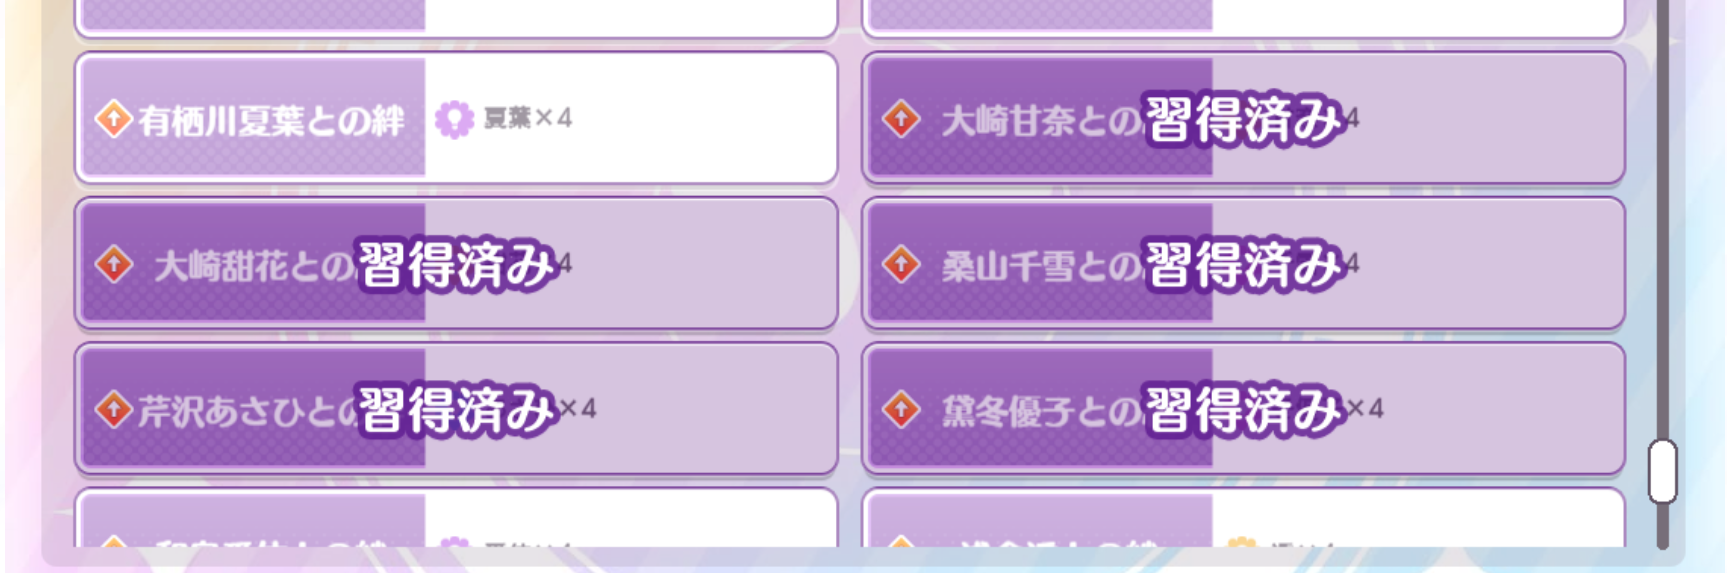 有栖川夏葉との絆 夏葉×4
大崎甘奈との 習得済み 4
大崎甜花との 習得済み 4
桑山千雪との 習得済み 4
芹沢あさひとの 習得済み ×4
黛冬優子との 習得済み ×4